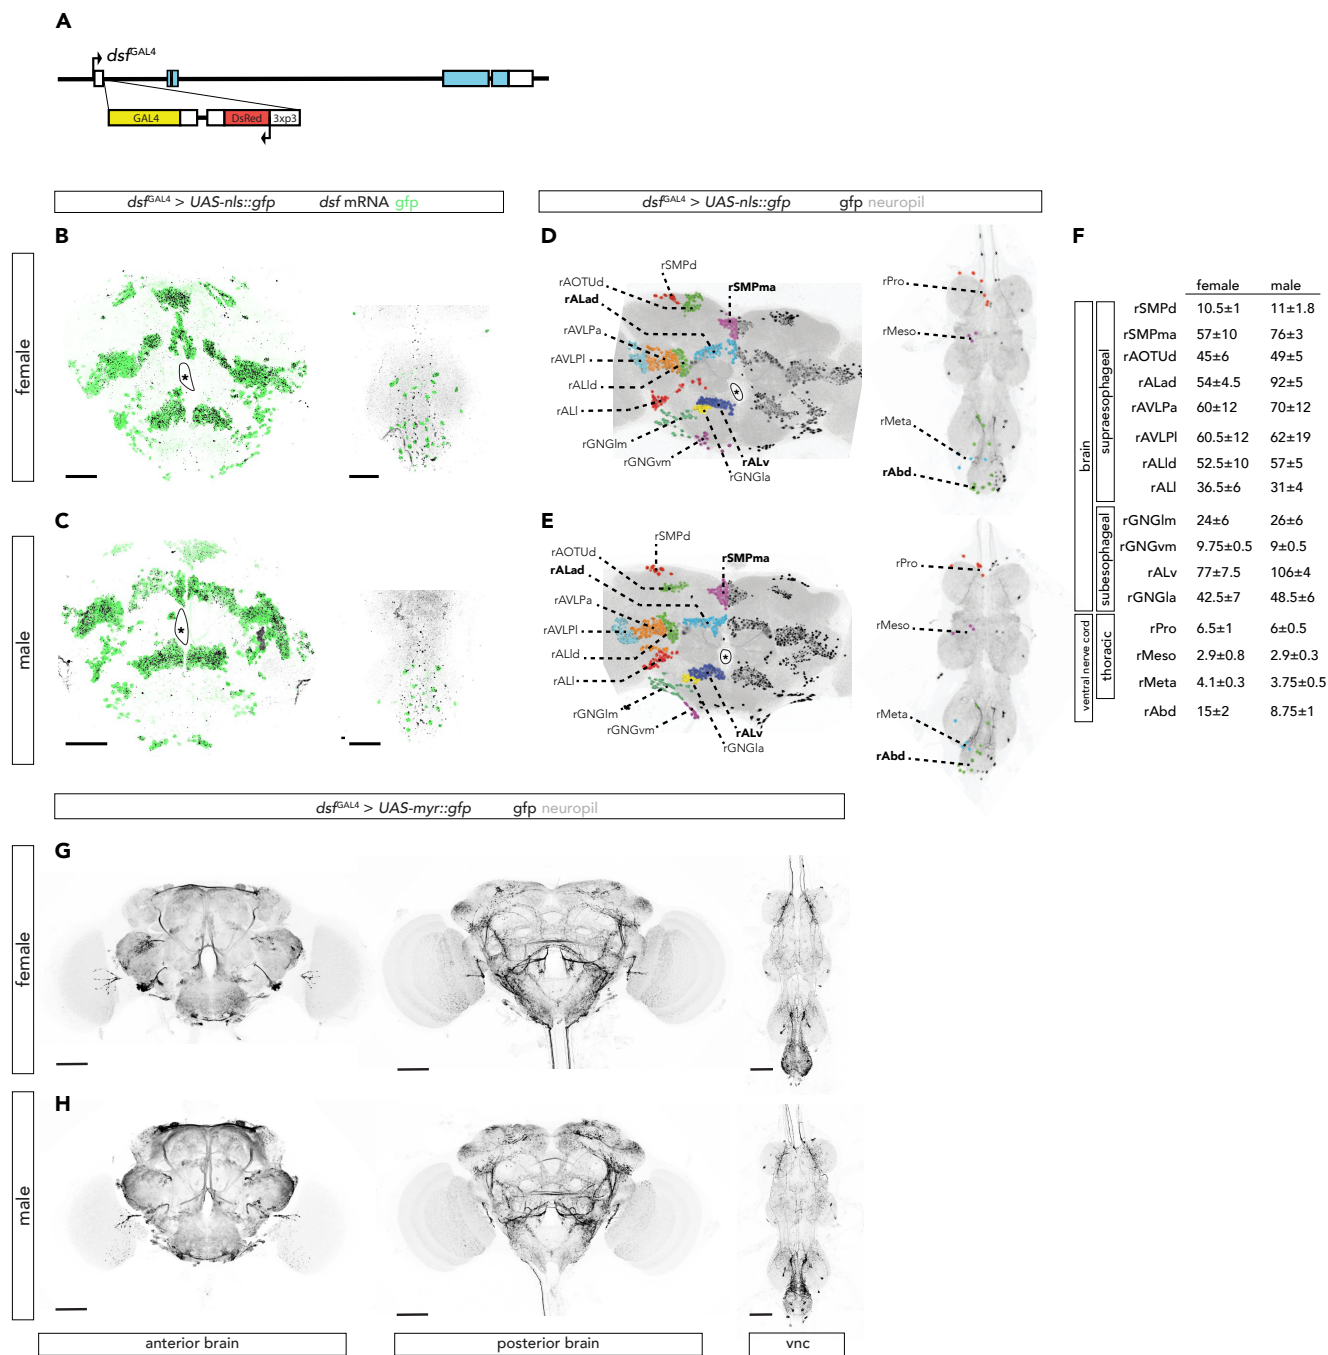 A
dsfGAL4
GAL4 DsRed 3xp3
dsfGAL4 > UAS-nls::gfp dsf mRNA gfp
dsfGAL4 > UAS-nls::gfp gfp neuropil
female
B
*
D
rSMPd
rAOTUd
rALad
rSMPma
rAVLPa
rAVLPl
rALld
rALl
rGNGlm
rGNGvm
rALv
rGNGla
*
rPro
rMeso
rMeta
rAbd
male
C
*
E
rSMPd
rAOTUd
rALad
rSMPma
rAVLPa
rAVLPl
rALld
rALl
rGNGlm
rGNGvm
rALv
rGNGla
*
rPro
rMeso
rMeta
rAbd
F
female male
brain
supraesophageal
rSMPd 10.5±1 11±1.8
rSMPma 57±10 76±3
rAOTUd 45±6 49±5
rALad 54±4.5 92±5
rAVLPa 60±12 70±12
rAVLPl 60.5±12 62±19
rALld 52.5±10 57±5
rALl 36.5±6 31±4
subesophageal
rGNGlm 24±6 26±6
rGNGvm 9.75±0.5 9±0.5
rALv 77±7.5 106±4
rGNGla 42.5±7 48.5±6
ventral nerve cord
thoracic
rPro 6.5±1 6±0.5
rMeso 2.9±0.8 2.9±0.3
rMeta 4.1±0.3 3.75±0.5
rAbd 15±2 8.75±1
dsfGAL4 > UAS-myr::gfp gfp neuropil
female
G
male
H
anterior brain
posterior brain
vnc